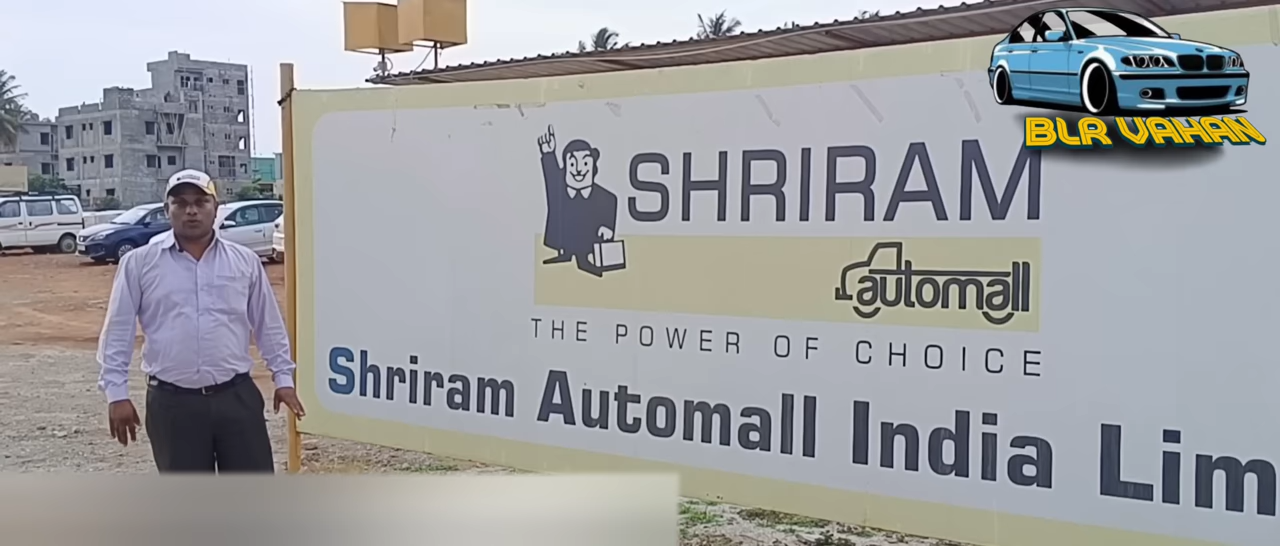 BLR VAHAN
SHRIRAM
automall
THE POWER OF CHOICE
Shriram Automall India Lim